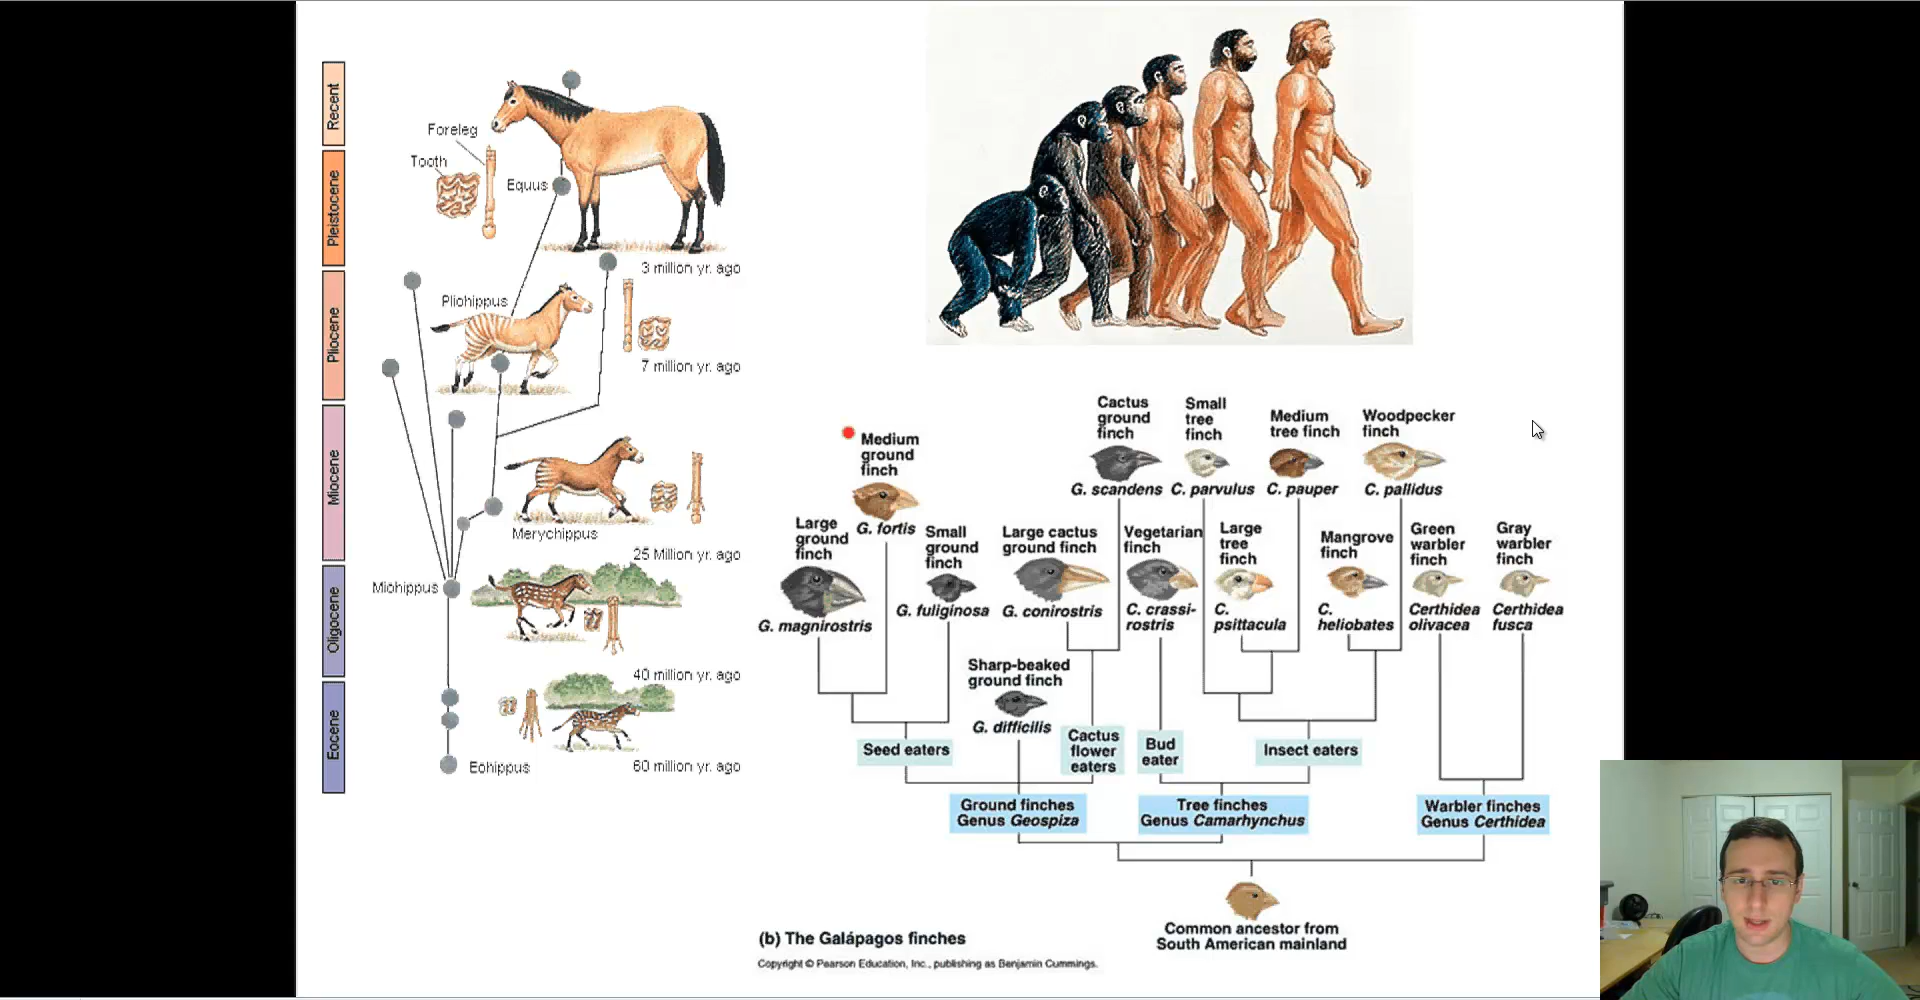 Recent
Pleistocene
Pliocene
Miocene
Oligocene
Eocene
Foreleg
Tooth
Equus
3 million yr. ago
Pliohippus
7 million yr. ago
Merychippus
25 Million yr. ago
Miohippus
40 million yr. ago
Eohippus
60 million yr. ago
Medium
ground
finch
G. fortis
Large
ground
finch
G. magnirostris
Small
ground
finch
G. fuliginosa
Large cactus
ground finch
G. conirostris
Cactus
ground
finch
G. scandens
Small
tree
finch
C. parvulus
Medium
tree finch
C. pauper
Woodpecker
finch
C. pallidus
Vegetarian
finch
C. crassi-
rostris
Large
tree
finch
C.
psittacula
Mangrove
finch
C.
heliobates
Green
warbler
finch
Certhidea
olivacea
Gray
warbler
finch
Certhidea
fusca
Sharp-beaked
ground finch
G. difficilis
Seed eaters
Cactus
flower
eaters
Bud
eater
Insect eaters
Ground finches
Genus Geospiza
Tree finches
Genus Camarhynchus
Warbler finches
Genus Certhidea
Common ancestor from
South American mainland
(b) The Galápagos finches
Copyright © Pearson Education, Inc., publishing as Benjamin Cummings.